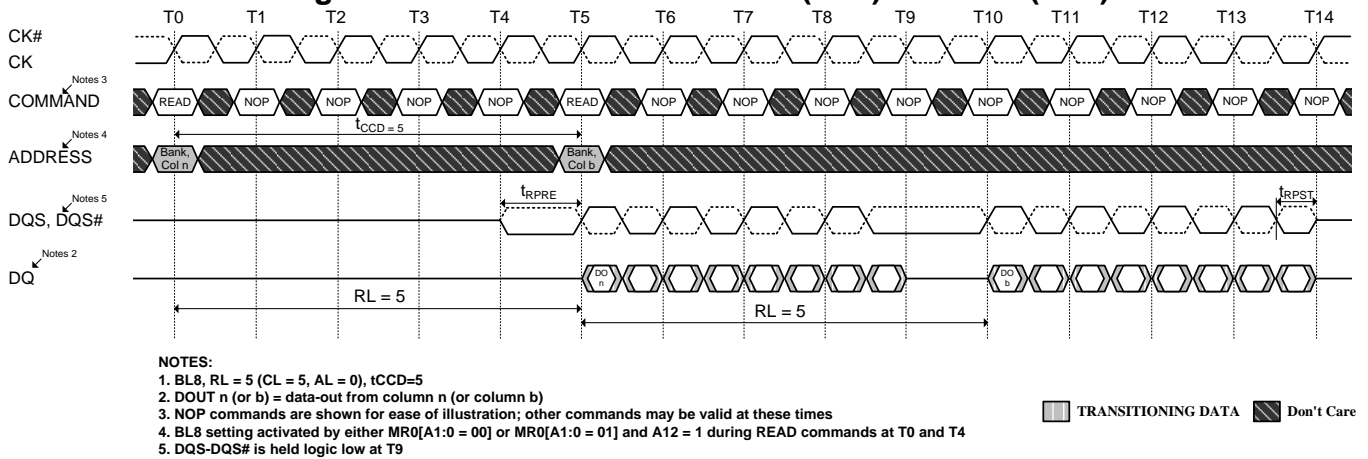 T0 T1 T2 T3 T4 T5 T6 T7 T8 T9 T10 T11 T12 T13 T14
CK#
CK
Notes 3
COMMAND READ NOP NOP NOP NOP READ NOP NOP NOP NOP NOP NOP NOP NOP NOP
tCCD = 5
Notes 4
ADDRESS Bank, Col n Bank, Col b
tRPRE tRPST
Notes 5
DQS, DQS#
Notes 2
DQ DO n DO b
RL = 5
RL = 5
NOTES:
1. BL8, RL = 5 (CL = 5, AL = 0), tCCD=5
2. DOUT n (or b) = data-out from column n (or column b)
3. NOP commands are shown for ease of illustration; other commands may be valid at these times
4. BL8 setting activated by either MR0[A1:0 = 00] or MR0[A1:0 = 01] and A12 = 1 during READ commands at T0 and T4
5. DQS-DQS# is held logic low at T9
TRANSITIONING DATA Don't Care